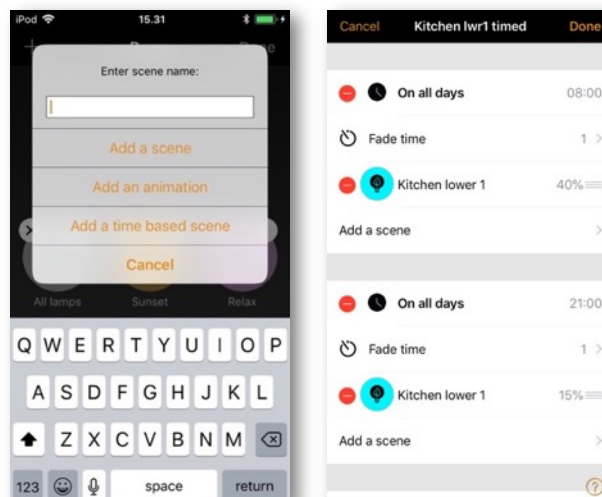 iPod 15.31
Enter scene name:
Add a scene
Add an animation
Add a time based scene
Cancel
All lamps Sunset Relax
Q W E R T Y U I O P
A S D F G H J K L
Z X C V B N M
123 space return
Cancel Kitchen lwr1 timed Done
On all days 08:00
Fade time 1
Kitchen lower 1 40%
Add a scene
On all days 21:00
Fade time 1
Kitchen lower 1 15%
Add a scene
?